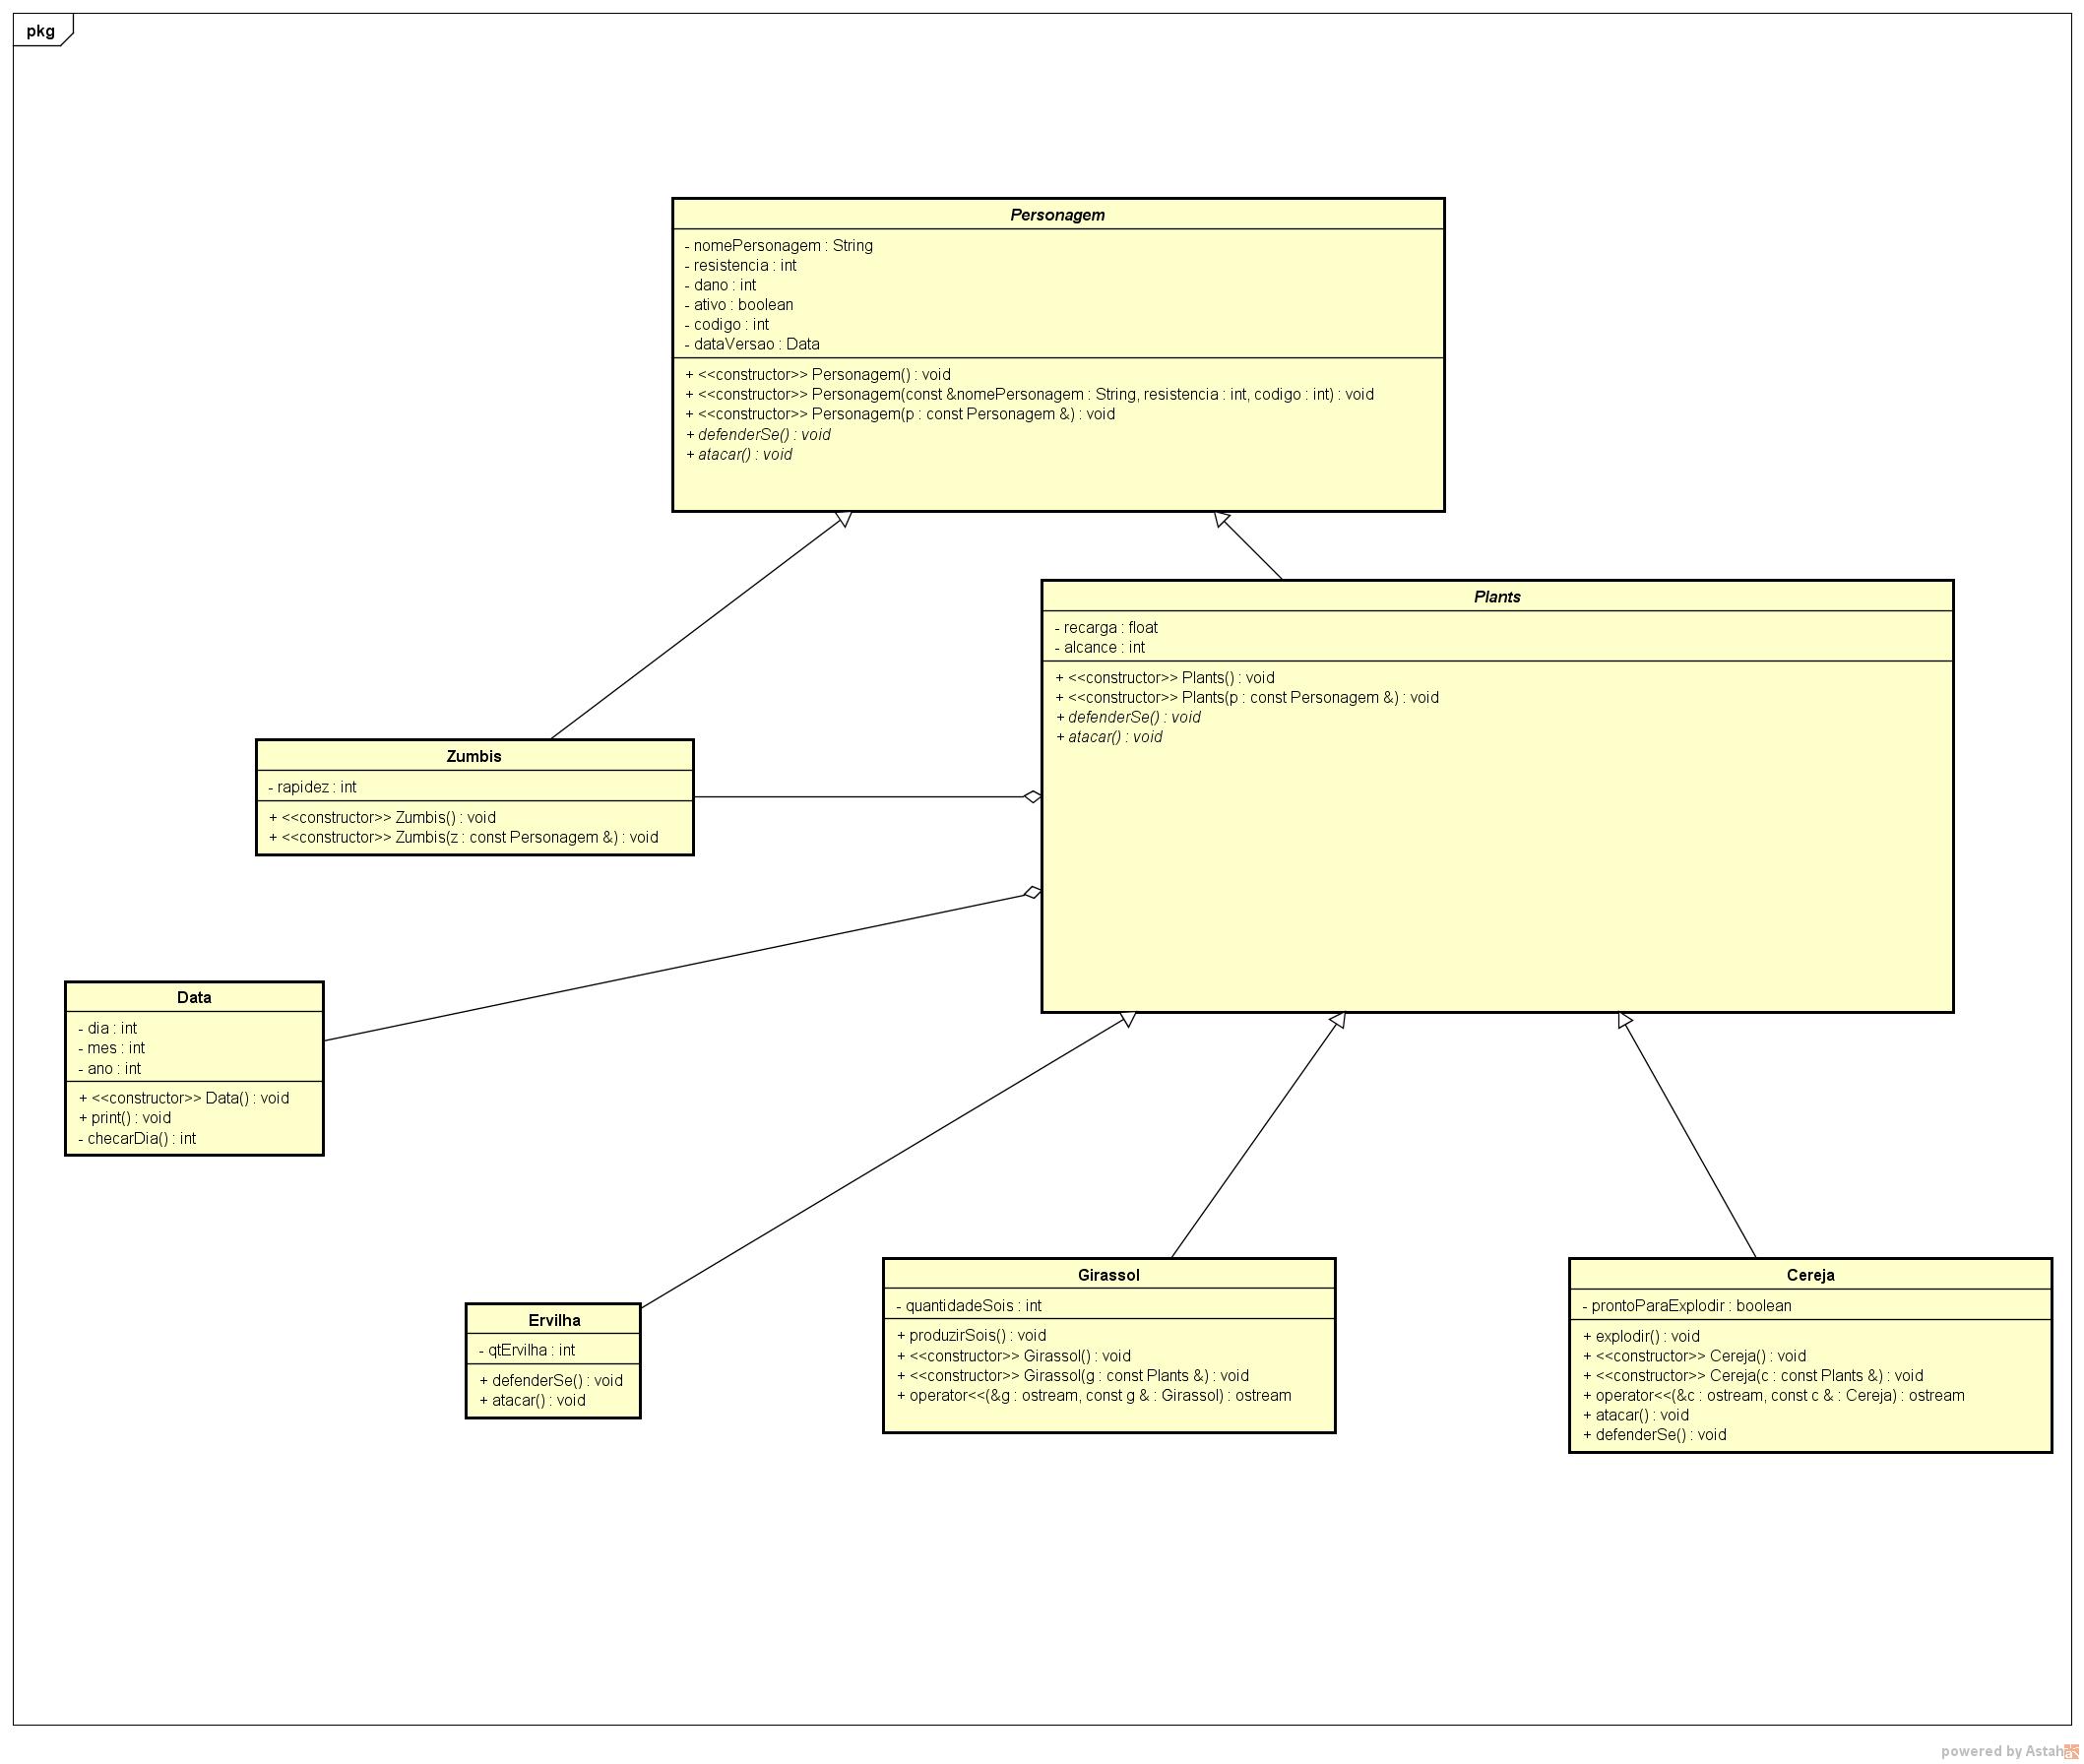 pkg
Personagem
- nomePersonagem : String
- resistencia : int
- dano : int
- ativo : boolean
- codigo : int
- dataVersao : Data
+ <<constructor>> Personagem() : void
+ <<constructor>> Personagem(const &nomePersonagem : String, resistencia : int, codigo : int) : void
+ <<constructor>> Personagem(p : const Personagem &) : void
+ defenderSe() : void
+ atacar() : void
Plants
- recarga : float
- alcance : int
+ <<constructor>> Plants() : void
+ <<constructor>> Plants(p : const Personagem &) : void
+ defenderSe() : void
+ atacar() : void
Zumbis
- rapidez : int
+ <<constructor>> Zumbis() : void
+ <<constructor>> Zumbis(z : const Personagem &) : void
Data
- dia : int
- mes : int
- ano : int
+ <<constructor>> Data() : void
+ print() : void
- checarDia() : int
Ervilha
- qtErvilha : int
+ defenderSe() : void
+ atacar() : void
Girassol
- quantidadeSois : int
+ produzirSois() : void
+ <<constructor>> Girassol() : void
+ <<constructor>> Girassol(g : const Plants &) : void
+ operator<<(&g : ostream, const g & : Girassol) : ostream
Cereja
- prontoParaExplodir : boolean
+ explodir() : void
+ <<constructor>> Cereja() : void
+ <<constructor>> Cereja(c : const Plants &) : void
+ operator<<(&c : ostream, const c & : Cereja) : ostream
+ atacar() : void
+ defenderSe() : void
powered by Astah